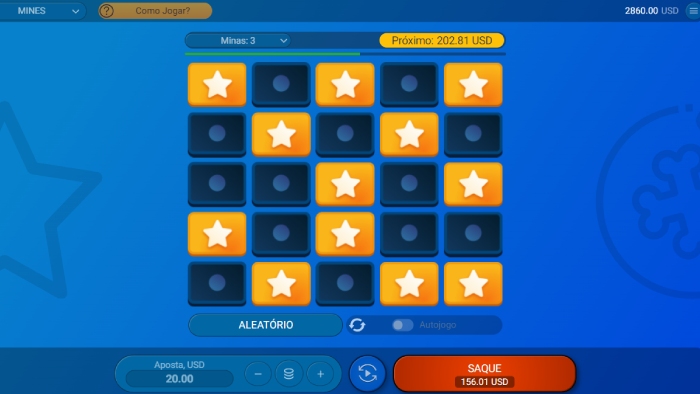 MINES
? Como Jogar?
2860.00 USD
Minas: 3
Próximo: 202.81 USD
ALEATÓRIO
Autojogo
Aposta, USD
20.00
SAQUE
156.01 USD